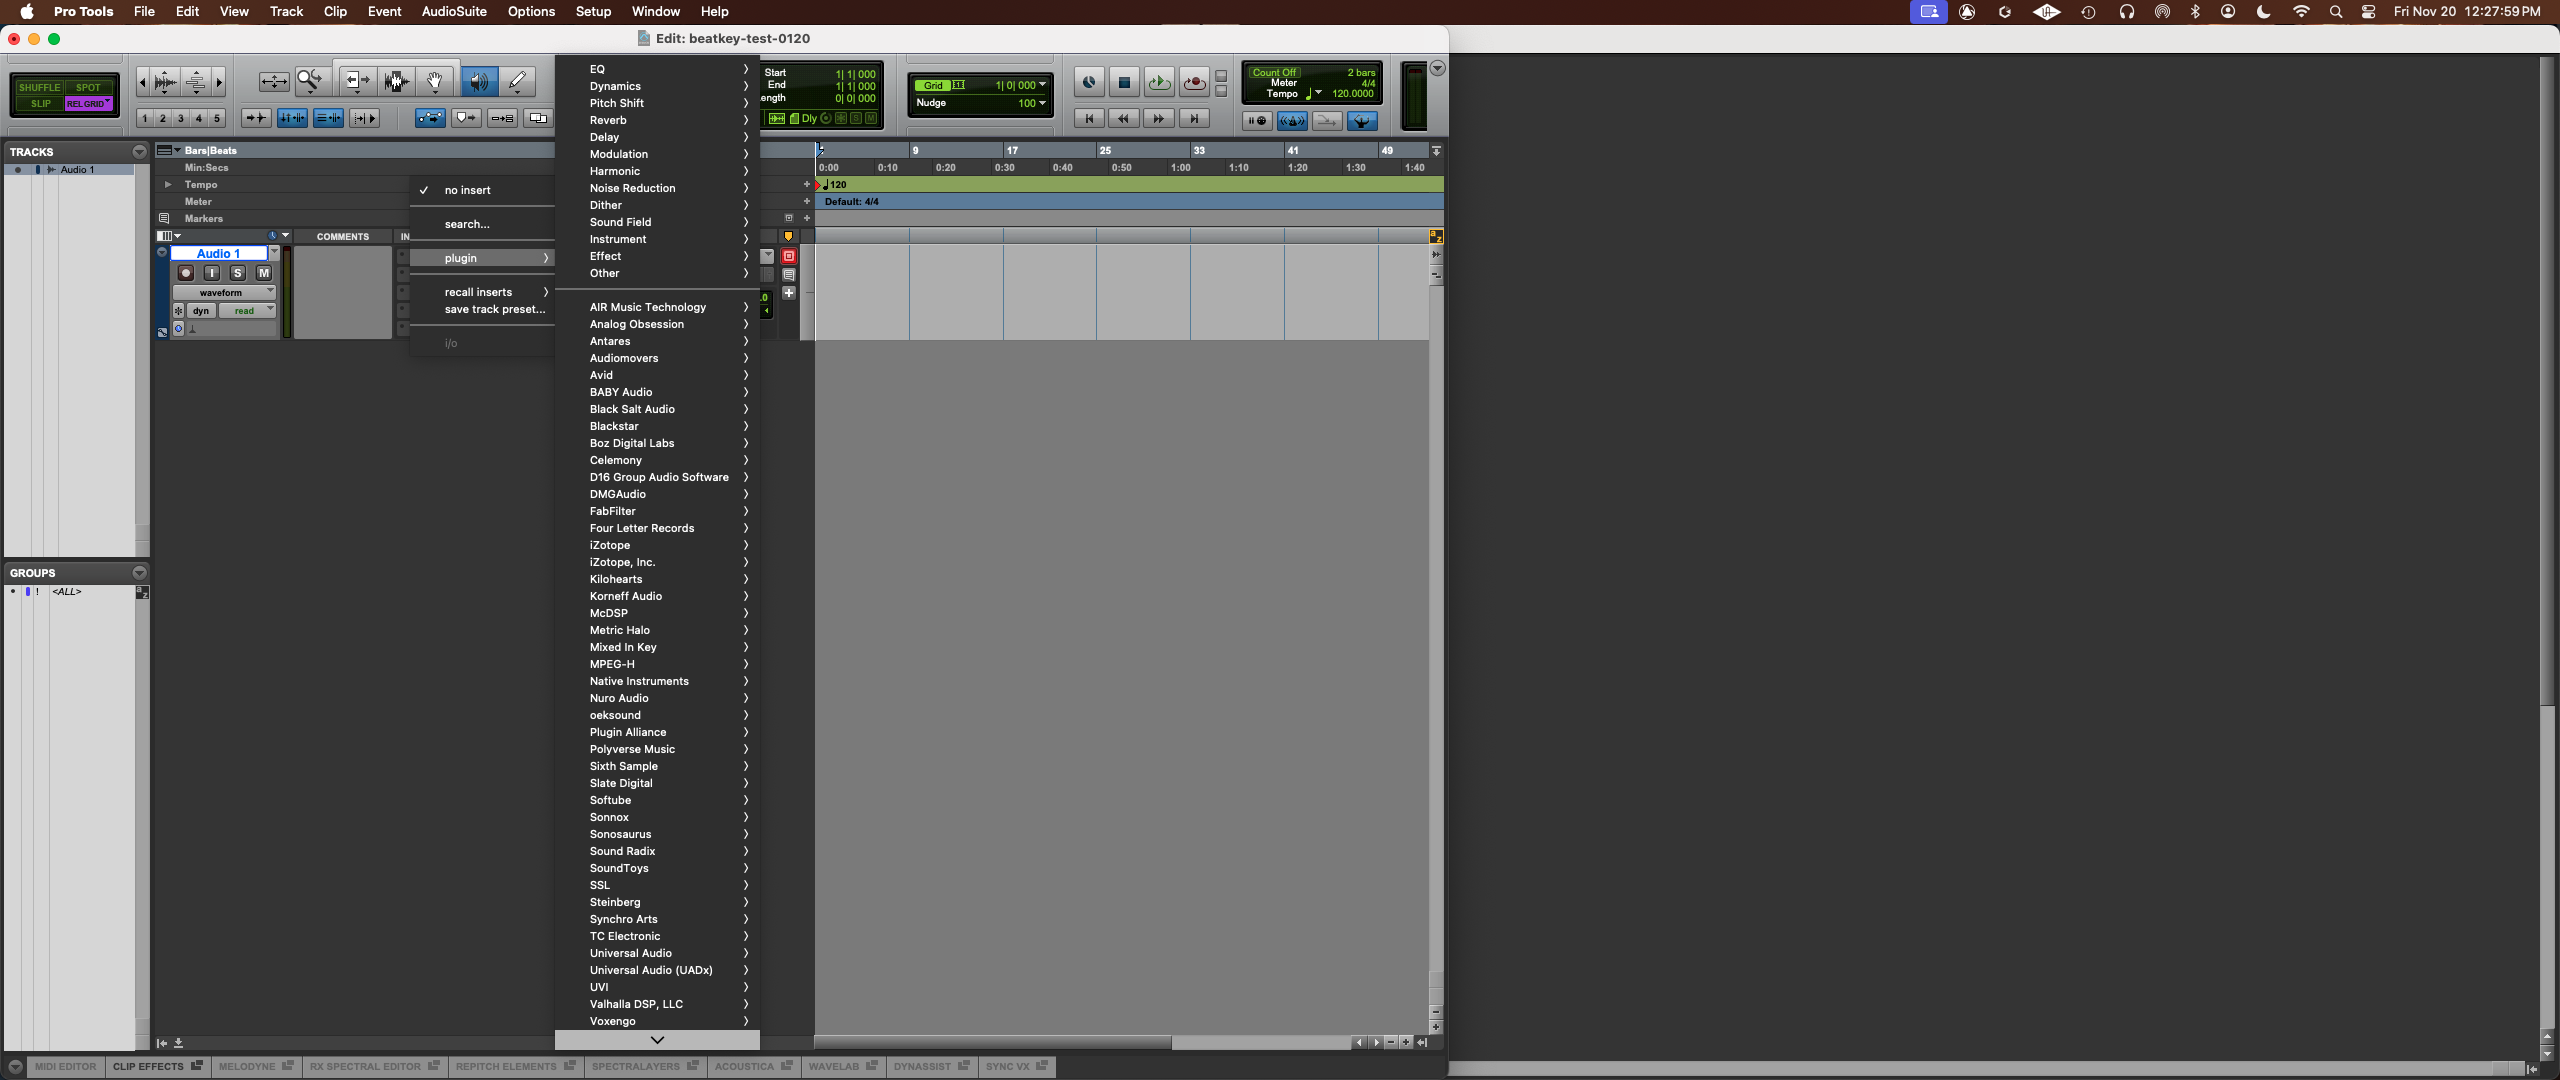 Pro Tools File Edit View Track Clip Event AudioSuite Options Setup Window Help Fri Nov 20 12:27:59 PM
Edit: beatkey-test-0120
SHUFFLE SPOT
SLIP REL GRID
1 2 3 4 5
Start 1| 1| 000
End 1| 1| 000
ength 0| 0| 000
Dly S M
Grid 1| 0| 000
Nudge 100
Count Off 2 bars
Meter 4/4
Tempo 120.0000
TRACKS
Audio 1
GROUPS
! <ALL>
a z
Bars|Beats
Min:Secs
Tempo
Meter
Markers
9 17 25 33 41 49
0:00 0:10 0:20 0:30 0:40 0:50 1:00 1:10 1:20 1:30 1:40
120
Default: 4/4
COMMENTS IN
Audio 1
I S M
waveform
dyn read
.0
a z
no insert
search...
plugin
recall inserts
save track preset...
i/o
EQ
Dynamics
Pitch Shift
Reverb
Delay
Modulation
Harmonic
Noise Reduction
Dither
Sound Field
Instrument
Effect
Other
AIR Music Technology
Analog Obsession
Antares
Audiomovers
Avid
BABY Audio
Black Salt Audio
Blackstar
Boz Digital Labs
Celemony
D16 Group Audio Software
DMGAudio
FabFilter
Four Letter Records
iZotope
iZotope, Inc.
Kilohearts
Korneff Audio
McDSP
Metric Halo
Mixed In Key
MPEG-H
Native Instruments
Nuro Audio
oeksound
Plugin Alliance
Polyverse Music
Sixth Sample
Slate Digital
Softube
Sonnox
Sonosaurus
Sound Radix
SoundToys
SSL
Steinberg
Synchro Arts
TC Electronic
Universal Audio
Universal Audio (UADx)
UVI
Valhalla DSP, LLC
Voxengo
MIDI EDITOR CLIP EFFECTS MELODYNE RX SPECTRAL EDITOR REPITCH ELEMENTS SPECTRALAYERS ACOUSTICA WAVELAB DYNASSIST SYNC VX